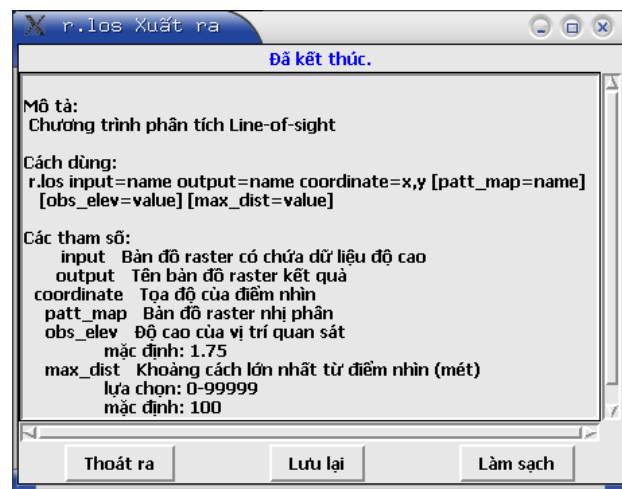 r.los Xuất ra
Đã kết thúc.
Mô tả:
Chương trình phân tích Line-of-sight
Cách dùng:
r.los input=name output=name coordinate=x,y [patt_map=name]
[obs_elev=value] [max_dist=value]
Các tham số:
input Bản đồ raster có chứa dữ liệu độ cao
output Tên bản đồ raster kết quả
coordinate Tọa độ của điểm nhìn
patt_map Bản đồ raster nhị phân
obs_elev Độ cao của vị trí quan sát
mặc định: 1.75
max_dist Khoảng cách lớn nhất từ điểm nhìn (mét)
lựa chọn: 0-99999
mặc định: 100
Thoát ra
Lưu lại
Làm sạch